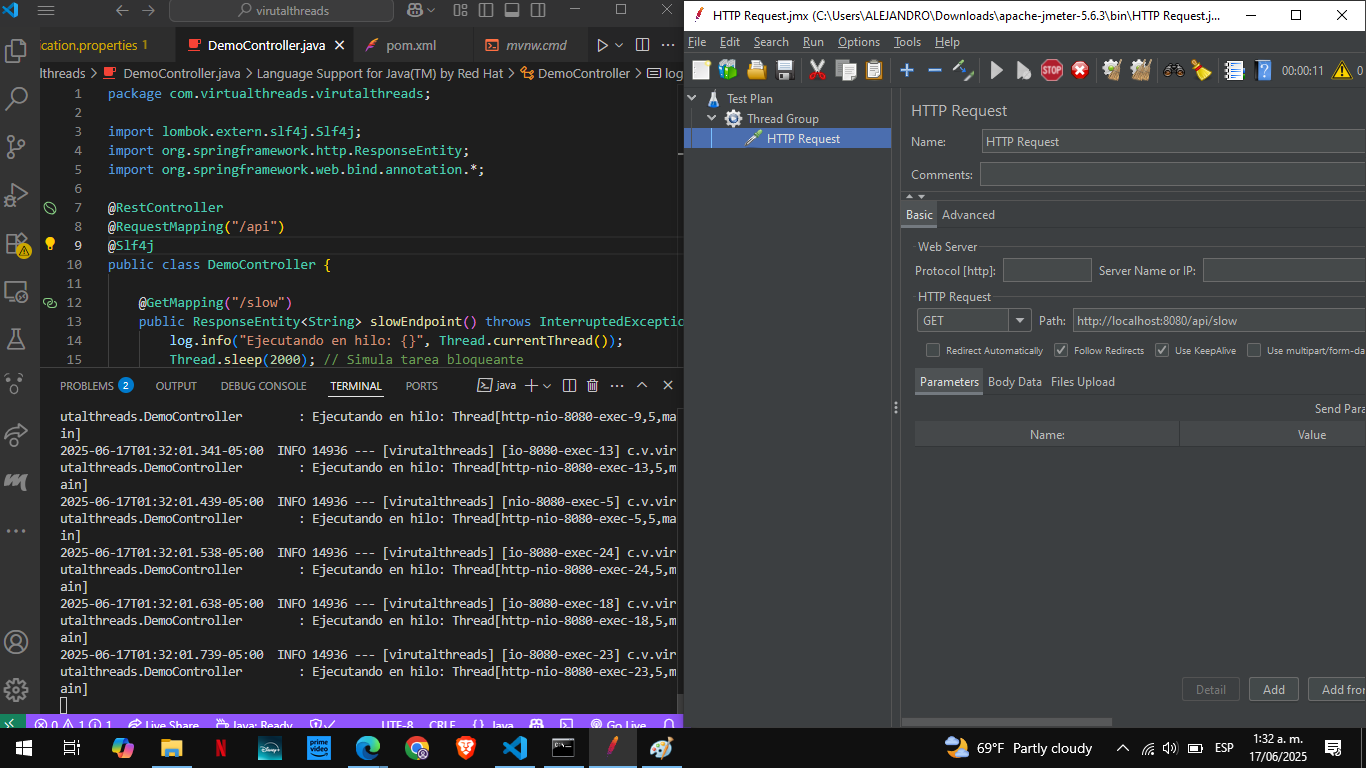 virutalthreads
HTTP Request.jmx (C:\Users\ALEJANDRO\Downloads\apache-jmeter-5.6.3\bin\HTTP Request.j...
ication.properties 1
DemoController.java
pom.xml
mvnw.cmd
lthreads > DemoController.java > Language Support for Java(TM) by Red Hat > DemoController > log
1 package com.virtualthreads.virutalthreads;
2
3 import lombok.extern.slf4j.Slf4j;
4 import org.springframework.http.ResponseEntity;
5 import org.springframework.web.bind.annotation.*;
6
7 @RestController
8 @RequestMapping("/api")
9 @Slf4j
10 public class DemoController {
11
12 @GetMapping("/slow")
13 public ResponseEntity<String> slowEndpoint() throws InterruptedExceptio
14 log.info("Ejecutando en hilo: {}", Thread.currentThread());
15 Thread.sleep(2000); // Simula tarea bloqueante
PROBLEMS 2 OUTPUT DEBUG CONSOLE TERMINAL PORTS java
utalthreads.DemoController : Ejecutando en hilo: Thread[http-nio-8080-exec-9,5,ma
in]
2025-06-17T01:32:01.341-05:00 INFO 14936 --- [virutalthreads] [io-8080-exec-13] c.v.vir
utalthreads.DemoController : Ejecutando en hilo: Thread[http-nio-8080-exec-13,5,m
ain]
2025-06-17T01:32:01.439-05:00 INFO 14936 --- [virutalthreads] [nio-8080-exec-5] c.v.vir
utalthreads.DemoController : Ejecutando en hilo: Thread[http-nio-8080-exec-5,5,ma
in]
2025-06-17T01:32:01.538-05:00 INFO 14936 --- [virutalthreads] [io-8080-exec-24] c.v.vir
utalthreads.DemoController : Ejecutando en hilo: Thread[http-nio-8080-exec-24,5,m
ain]
2025-06-17T01:32:01.638-05:00 INFO 14936 --- [virutalthreads] [io-8080-exec-18] c.v.vir
utalthreads.DemoController : Ejecutando en hilo: Thread[http-nio-8080-exec-18,5,m
ain]
2025-06-17T01:32:01.739-05:00 INFO 14936 --- [virutalthreads] [io-8080-exec-23] c.v.vir
utalthreads.DemoController : Ejecutando en hilo: Thread[http-nio-8080-exec-23,5,m
ain]
0 1 1 Live Share Java: Ready UTF-8 CRLF {} Java Go Live
File Edit Search Run Options Tools Help
STOP 00:00:11 0
Test Plan
Thread Group
HTTP Request
HTTP Request
Name: HTTP Request
Comments:
Basic Advanced
Web Server
Protocol [http]: Server Name or IP:
HTTP Request
GET Path: http://localhost:8080/api/slow
Redirect Automatically Follow Redirects Use KeepAlive Use multipart/form-da
Parameters Body Data Files Upload
Send Para
Name: Value
Detail Add Add fror
prime video
Disney+
69°F Partly cloudy
ESP
1:32 a. m.
17/06/2025